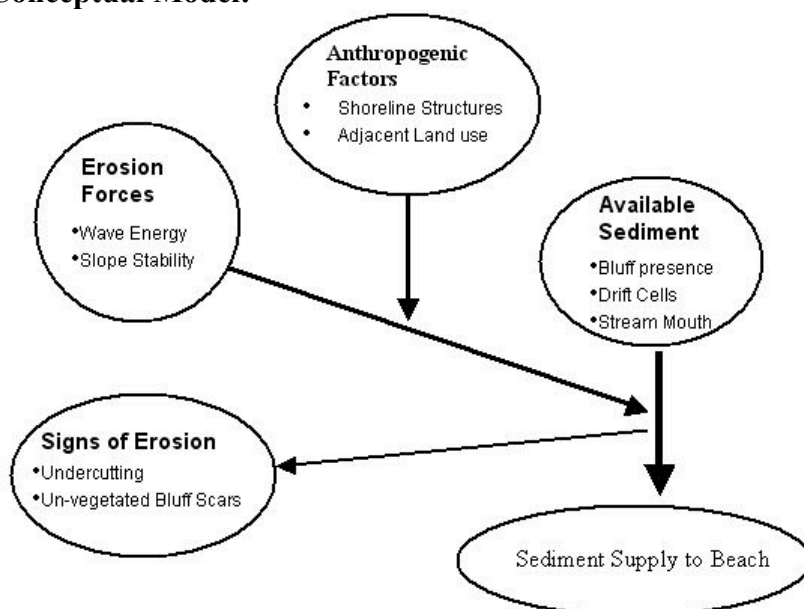 Conceptual Model:
Anthropogenic
Factors
• Shoreline Structures
• Adjacent Land use
Erosion
Forces
•Wave Energy
•Slope Stability
Available
Sediment
•Bluff presence
•Drift Cells
•Stream Mouth
Signs of Erosion
•Undercutting
•Un-vegetated Bluff Scars
Sediment Supply to Beach